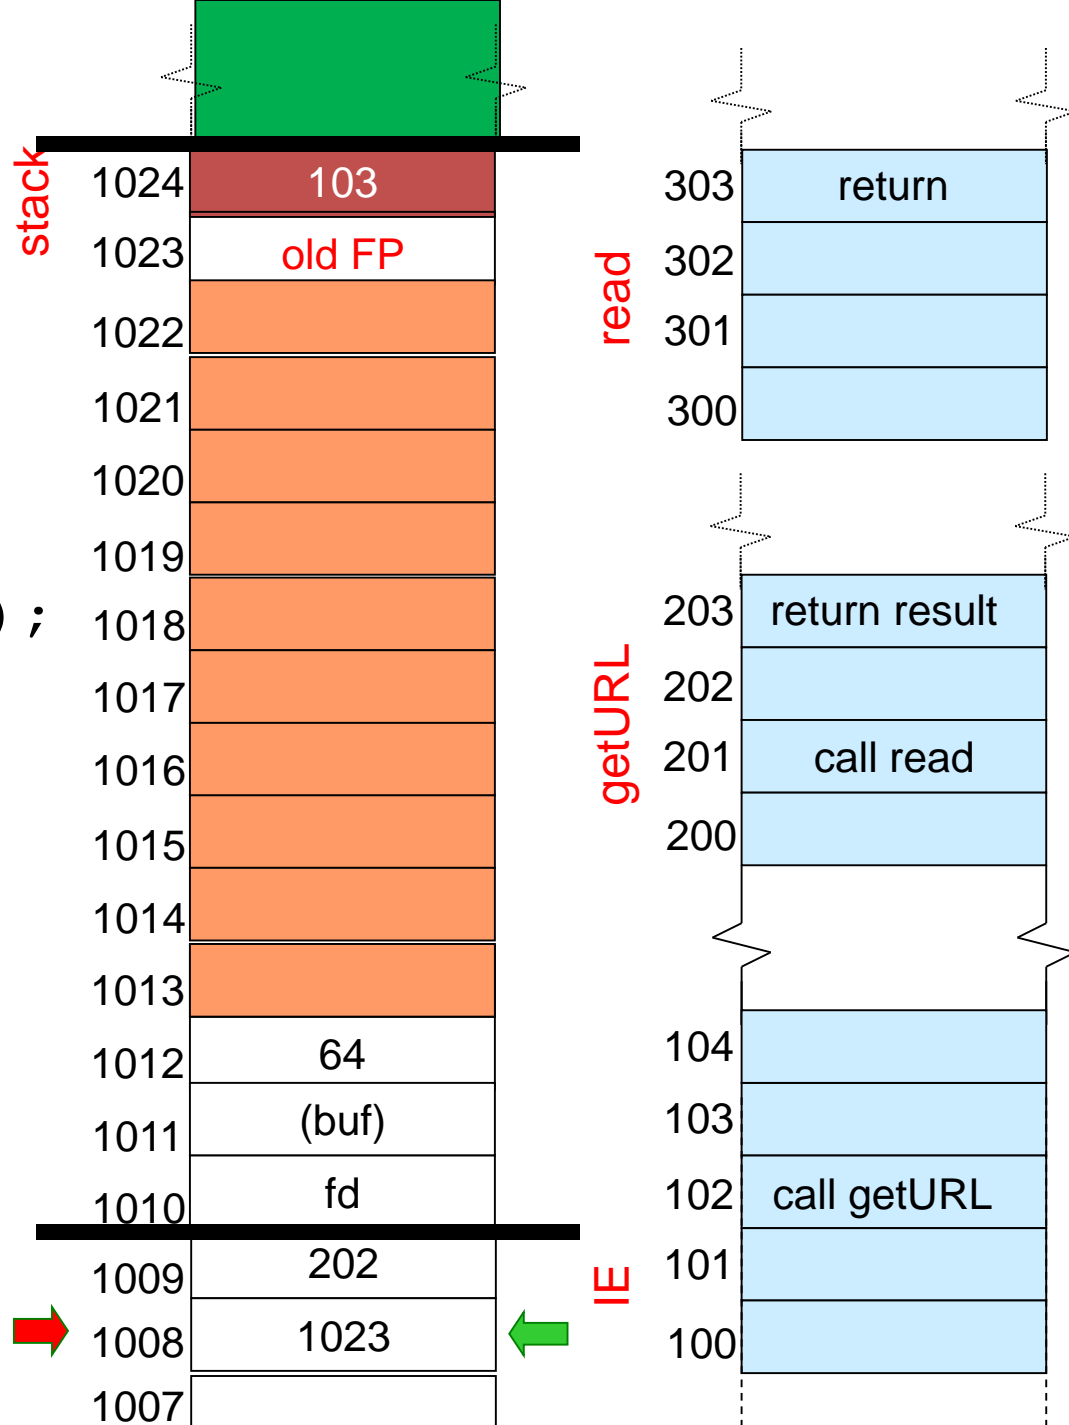 stack
1024 103
1023 old FP
1022
1021
1020
1019
);
1018
1017
1016
1015
1014
1013
1012 64
1011 (buf)
1010 fd
1009 202
1008 1023
1007
read
303 return
302
301
300
getURL
203 return result
202
201 call read
200
IE
104
103
102 call getURL
101
100